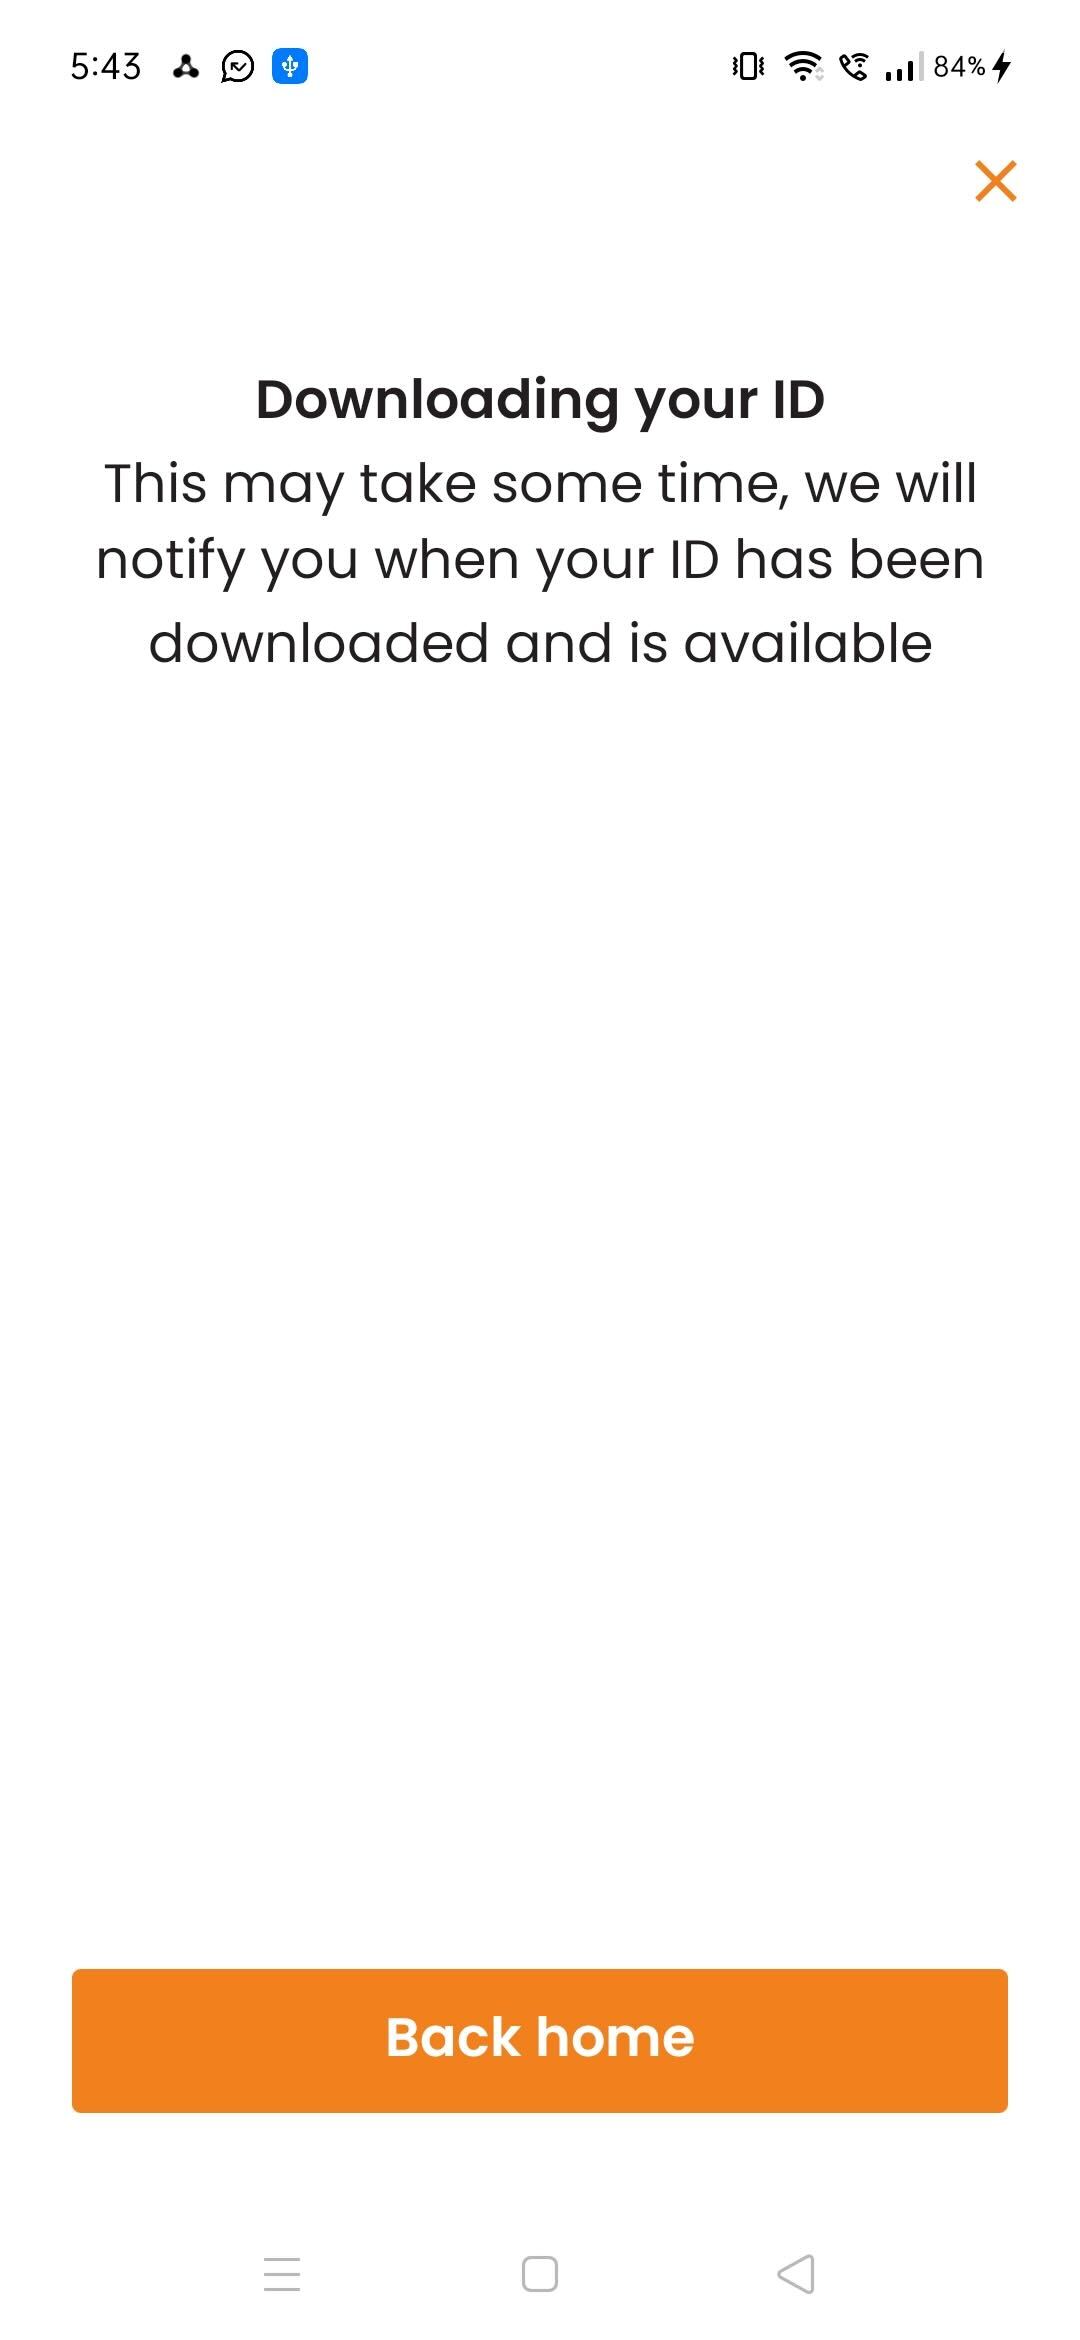 5:43
84%
Downloading your ID
This may take some time, we will
notify you when your ID has been
downloaded and is available
Back home